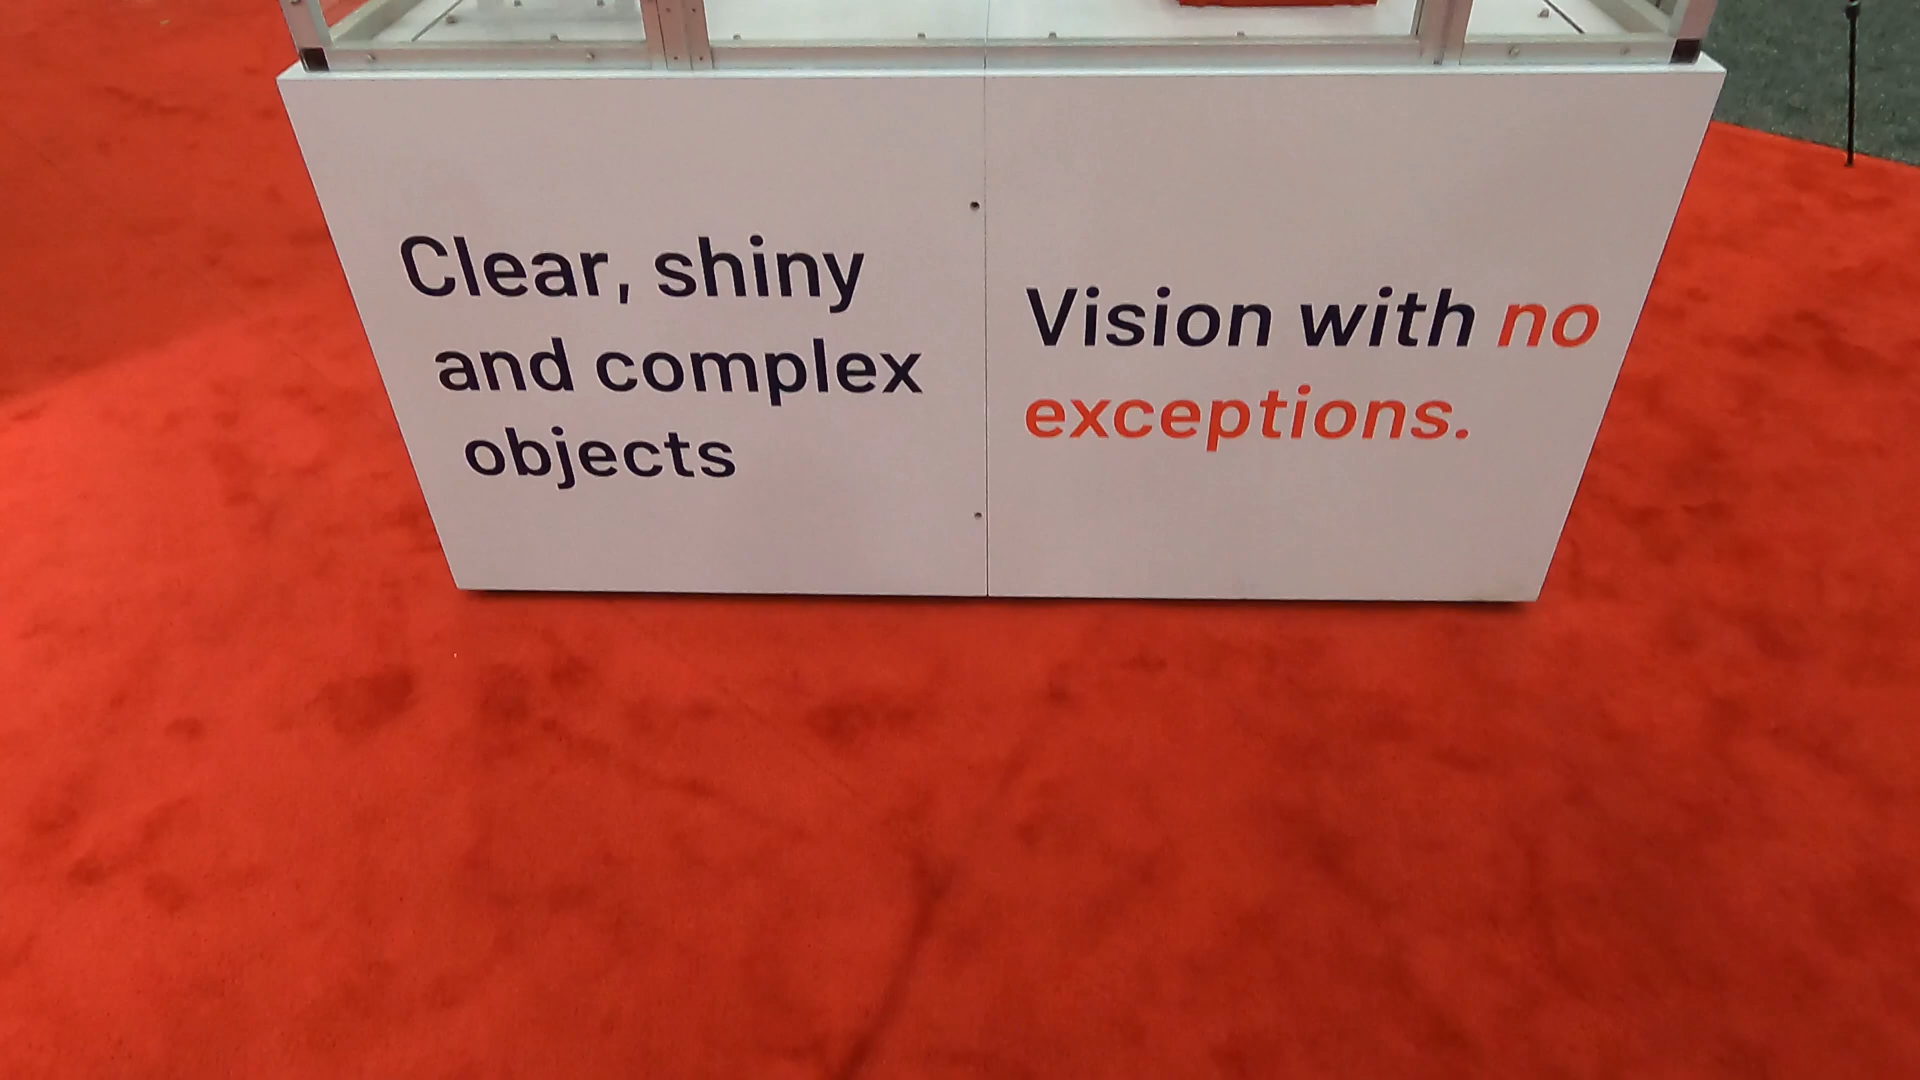 Clear, shiny
and complex
objects
Vision with no
exceptions.